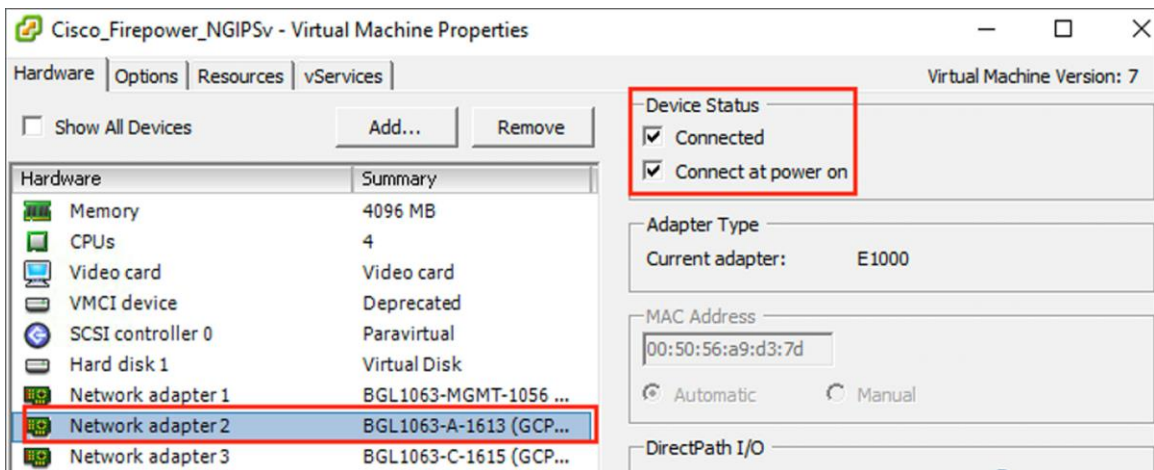 Cisco_Firepower_NGIPSv - Virtual Machine Properties
Hardware Options Resources vServices
Virtual Machine Version: 7
Show All Devices
Add...
Remove
Hardware Summary
Memory 4096 MB
CPUs 4
Video card Video card
VMCI device Deprecated
SCSI controller 0 Paravirtual
Hard disk 1 Virtual Disk
Network adapter 1 BGL1063-MGMT-1056 ...
Network adapter 2 BGL1063-A-1613 (GCP...
Network adapter 3 BGL1063-C-1615 (GCP...
Device Status
Connected
Connect at power on
Adapter Type
Current adapter: E1000
MAC Address
00:50:56:a9:d3:7d
Automatic Manual
DirectPath I/O